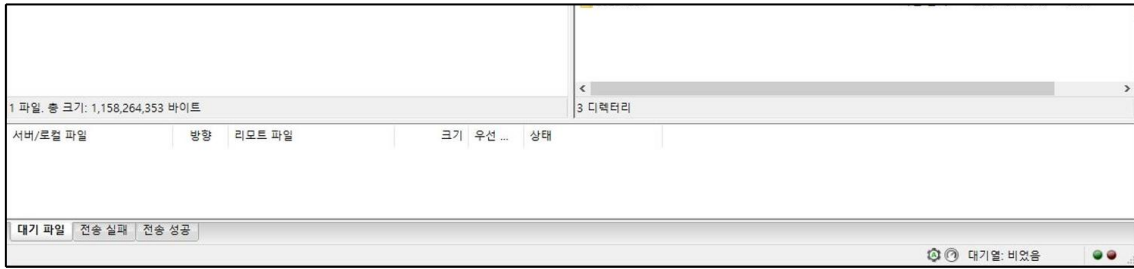 1 파일. 총 크기: 1,158,264,353 바이트
3 디렉터리
서버/로컬 파일 방향 리모트 파일 크기 우선 ... 상태
대기 파일 전송 실패 전송 성공
대기열: 비었음